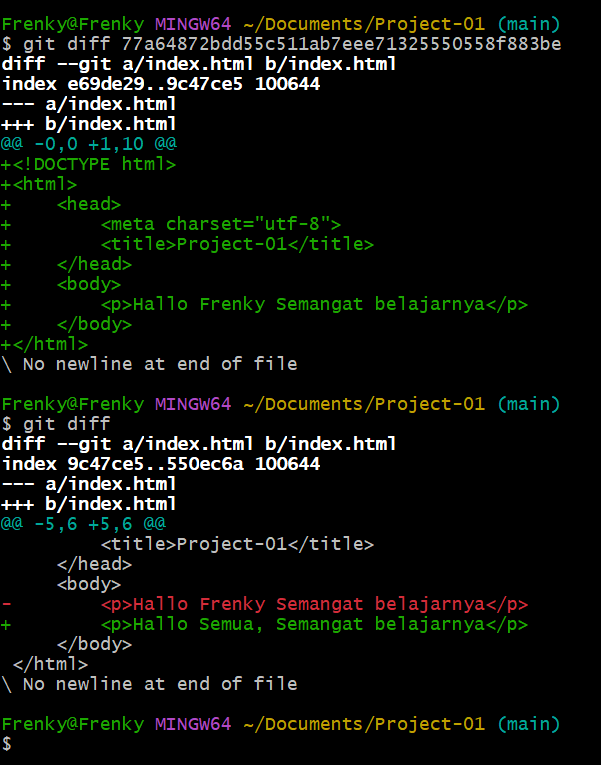 Frenky@Frenky MINGW64 ~/Documents/Project-01 (main)
$ git diff 77a64872bdd55c511ab7eee71325550558f883be
diff --git a/index.html b/index.html
index e69de29..9c47ce5 100644
--- a/index.html
+++ b/index.html
@@ -0,0 +1,10 @@
+<!DOCTYPE html>
+<html>
+    <head>
+        <meta charset="utf-8">
+        <title>Project-01</title>
+    </head>
+    <body>
+        <p>Hallo Frenky Semangat belajarnya</p>
+    </body>
+</html>
\ No newline at end of file
Frenky@Frenky MINGW64 ~/Documents/Project-01 (main)
$ git diff
diff --git a/index.html b/index.html
index 9c47ce5..550ec6a 100644
--- a/index.html
+++ b/index.html
@@ -5,6 +5,6 @@
         <title>Project-01</title>
     </head>
     <body>
-        <p>Hallo Frenky Semangat belajarnya</p>
+        <p>Hallo Semua, Semangat belajarnya</p>
     </body>
 </html>
\ No newline at end of file
Frenky@Frenky MINGW64 ~/Documents/Project-01 (main)
$